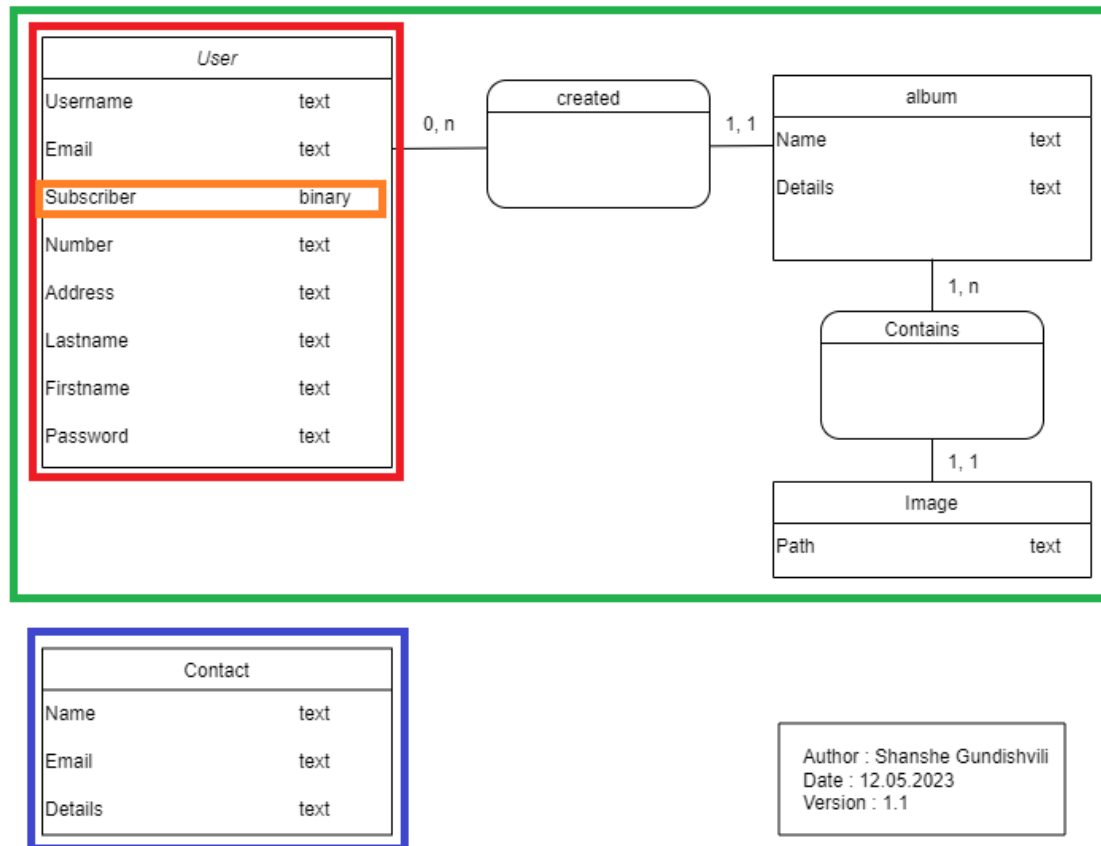 User
Username text
Email text
Subscriber binary
Number text
Address text
Lastname text
Firstname text
Password text
0, n
created
1, 1
album
Name text
Details text
1, n
Contains
1, 1
Image
Path text
Contact
Name text
Email text
Details text
Author : Shanshe Gundishvili
Date : 12.05.2023
Version : 1.1